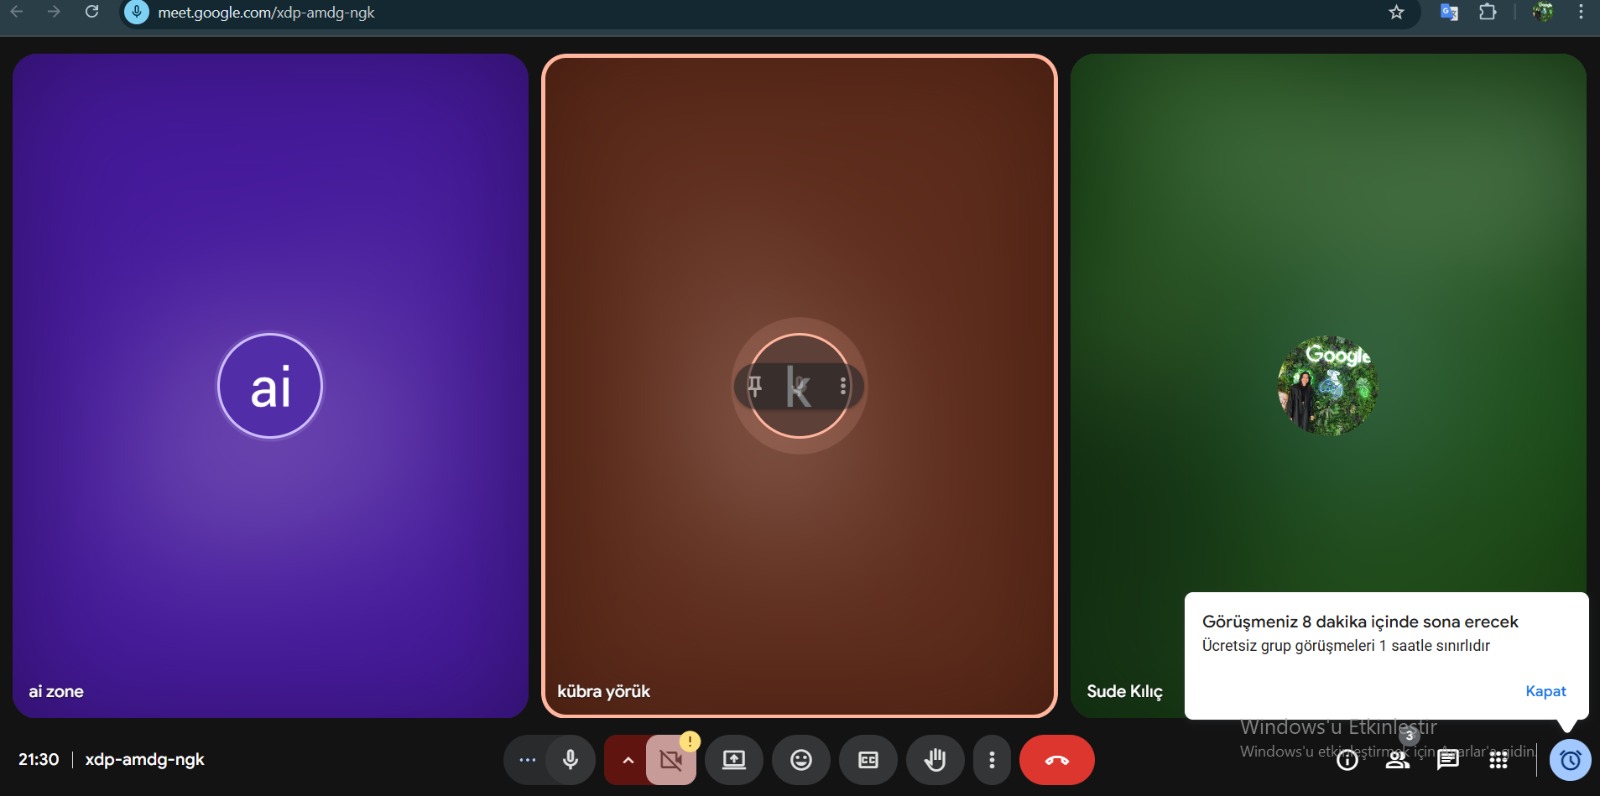 meet.google.com/xdp-amdg-ngk
ai
k
Google
ai zone
kübra yörük
Sude Kılıç
Görüşmeniz 8 dakika içinde sona erecek
Ücretsiz grup görüşmeleri 1 saatle sınırlıdır
Kapat
Windows'u Etkinleştir
Windows'u etkinleştirmek için Ayarlar'a gidin.
3
21:30
xdp-amdg-ngk
CC